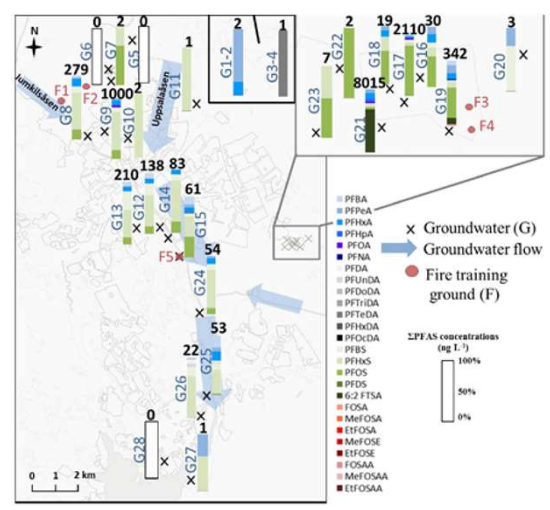 N
0
G6
2
G7
0
G5
1
G11
2
G1-2
1
G3-4
2
G22
19
G18
2110
G17
30
G16
3
G20
7
G23
8015
G21
342
G19
F3
F4
279
F1
F2
G8
1000
G9
2
G10
Jumkilsåsen
Uppsalaåsen
210
G13
138
G12
83
G14
61
G15
F5
54
G24
53
G25
22
G26
0
G28
1
G27
0 1 2 km
PFBA
PFPeA
PFHxA
PFHpA
PFOA
PFNA
PFDA
PFUnDA
PFDoDA
PFTriDA
PFTeDA
PFHxDA
PFOcDA
PFBS
PFHxS
PFOS
PFDS
6:2 FTSA
FOSA
MeFOSA
EtFOSA
MeFOSE
EtFOSE
FOSAA
MeFOSAA
EtFOSAA
Groundwater (G)
Groundwater flow
Fire training
ground (F)
ΣPFAS concentrations
(ng L⁻¹)
100%
50%
0%